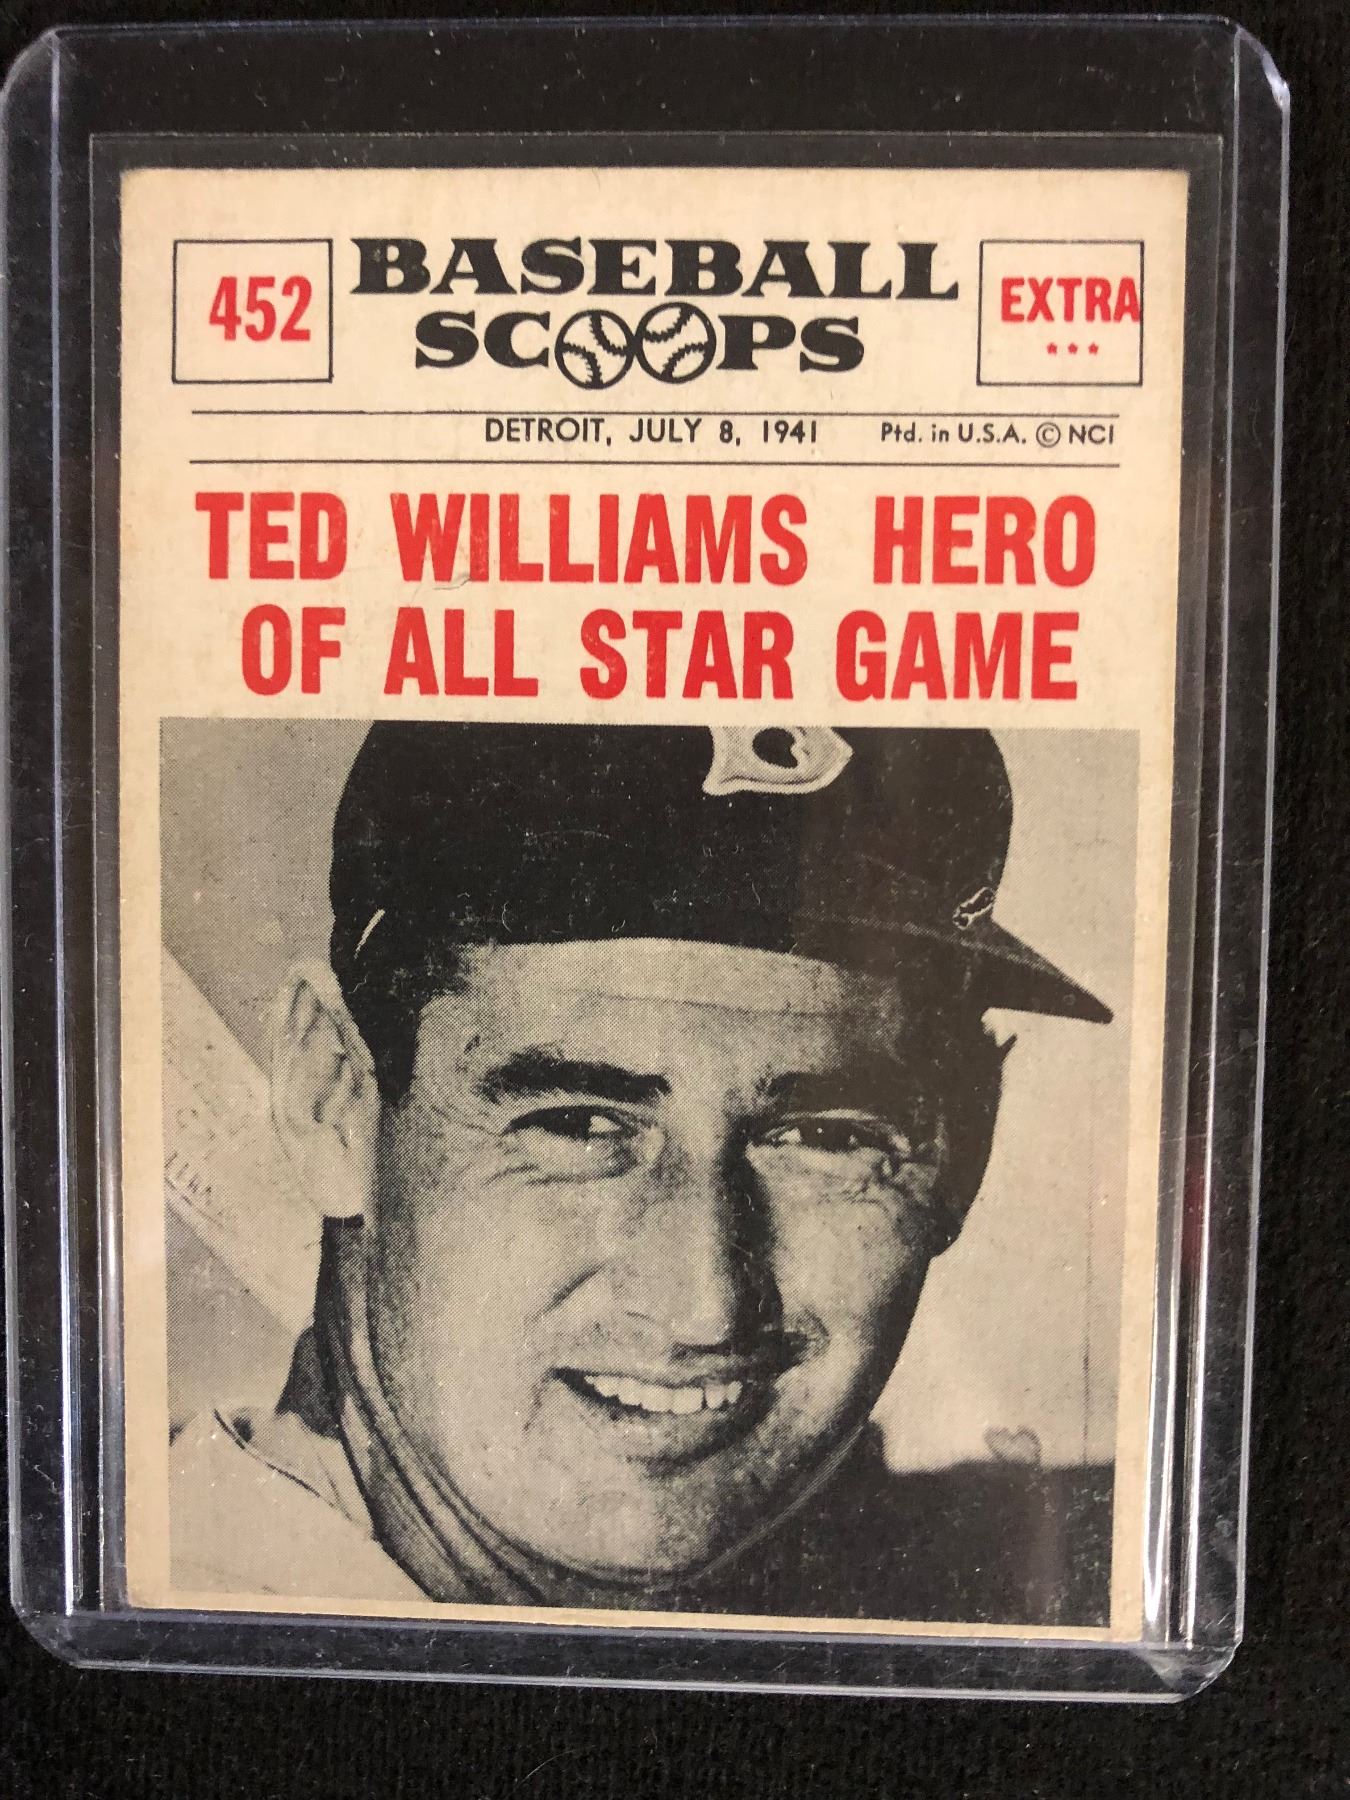 452
BASEBALL
SCOOPS
EXTRA
***
DETROIT, JULY 8, 1941 Ptd. in U.S.A. © NCI
TED WILLIAMS HERO
OF ALL STAR GAME
B